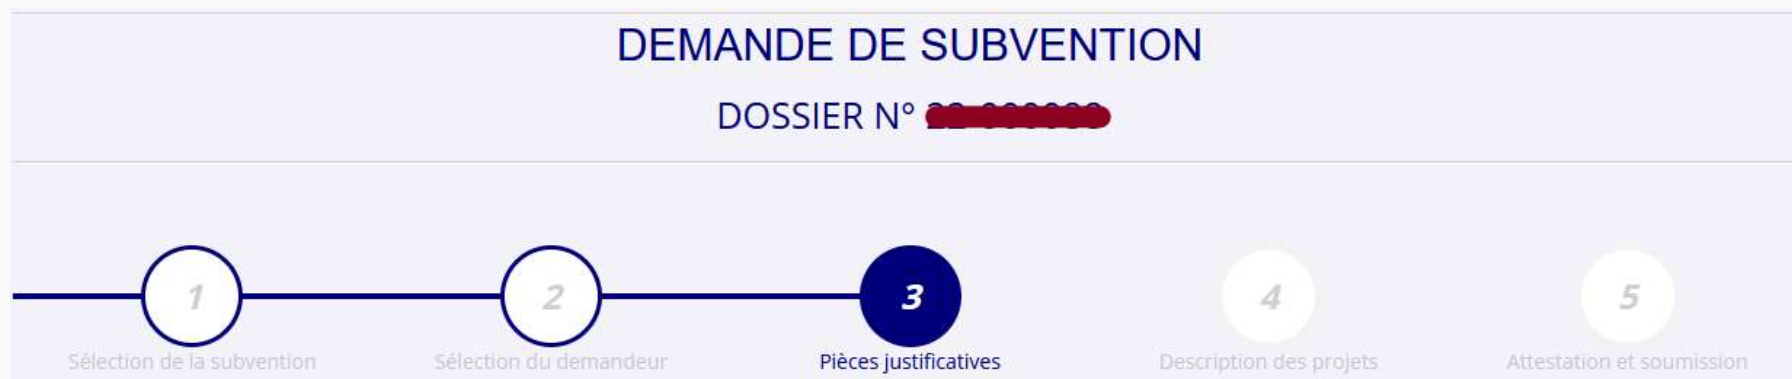 DEMANDE DE SUBVENTION
DOSSIER N°
1
2
3
4
5
Sélection de la subvention
Sélection du demandeur
Pièces justificatives
Description des projets
Attestation et soumission